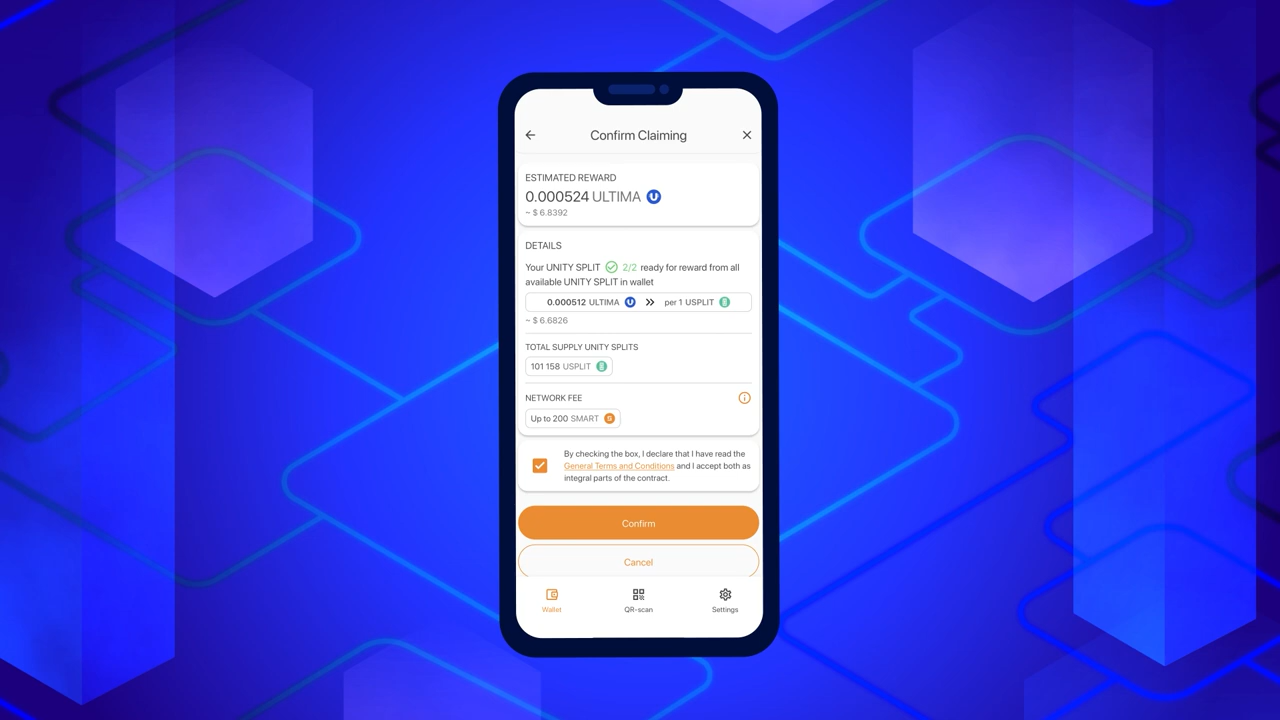 Confirm Claiming
ESTIMATED REWARD
0.000524 ULTIMA
~ $ 6.8392
DETAILS
Your UNITY SPLIT 2/2 ready for reward from all
available UNITY SPLIT in wallet
0.000512 ULTIMA per 1 USPLIT
~ $ 6.6826
TOTAL SUPPLY UNITY SPLITS
101 158 USPLIT
NETWORK FEE
Up to 200 SMART
By checking the box, I declare that I have read the
General Terms and Conditions and I accept both as
integral parts of the contract.
Confirm
Cancel
Wallet QR-scan Settings